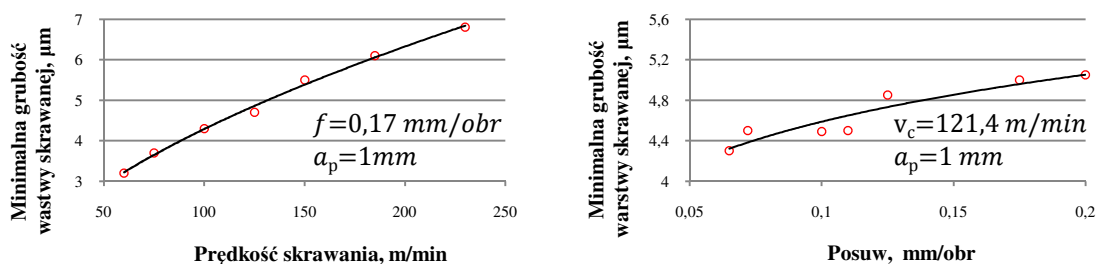 Minimalna grubość
wastwy skrawanej, µm
7
6
5
4
3
f=0,17 mm/obr
a_p=1mm
50
100
150
200
250
Prędkość skrawania, m/min
Minimalna grubość
warstwy skrawanej, µm
5,6
5,2
4,8
4,4
4
v_c=121,4 m/min
a_p=1 mm
0,05
0,1
0,15
0,2
Posuw, mm/obr